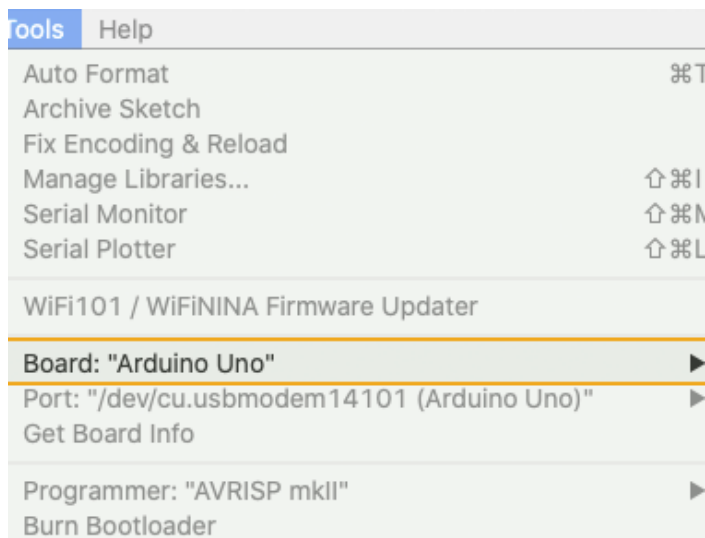 Tools Help
Auto Format ⌘T
Archive Sketch
Fix Encoding & Reload
Manage Libraries... ⇧⌘I
Serial Monitor ⇧⌘M
Serial Plotter ⇧⌘L
WiFi101 / WiFiNINA Firmware Updater
Board: "Arduino Uno" ▶
Port: "/dev/cu.usbmodem14101 (Arduino Uno)" ▶
Get Board Info
Programmer: "AVRISP mkII" ▶
Burn Bootloader